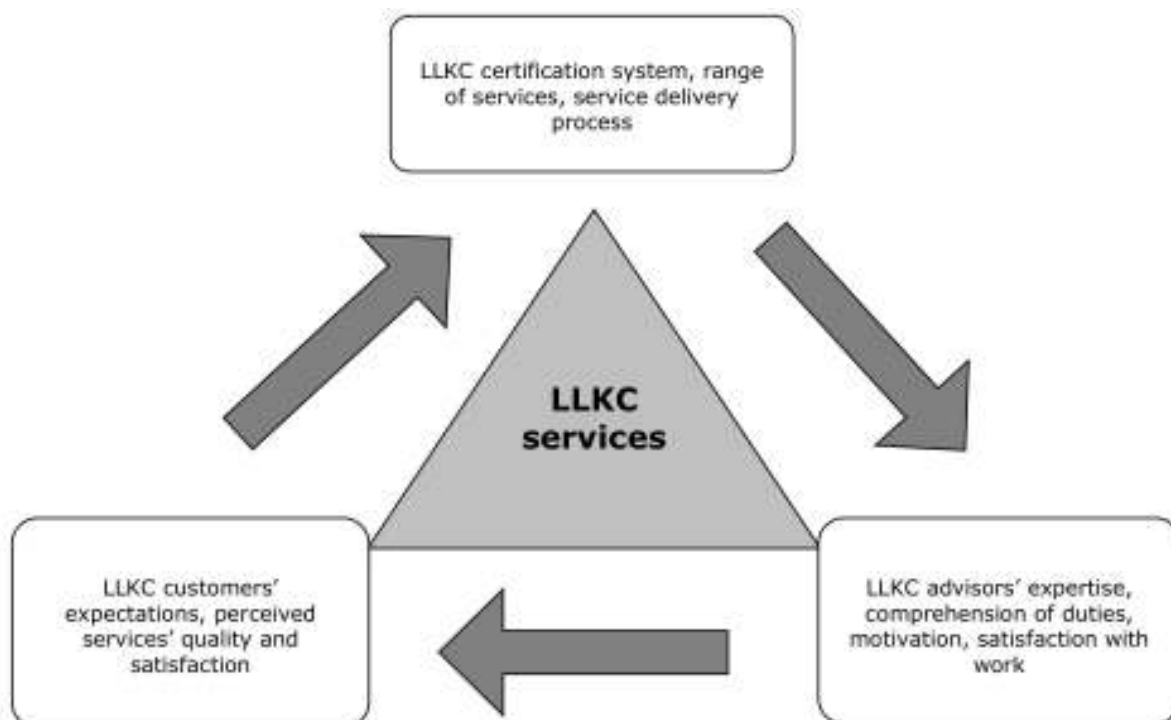 LLKC certification system, range
of services, service delivery
process
LLKC
services
LLKC customers’
expectations, perceived
services’ quality and
satisfaction
LLKC advisors’ expertise,
comprehension of duties,
motivation, satisfaction with
work